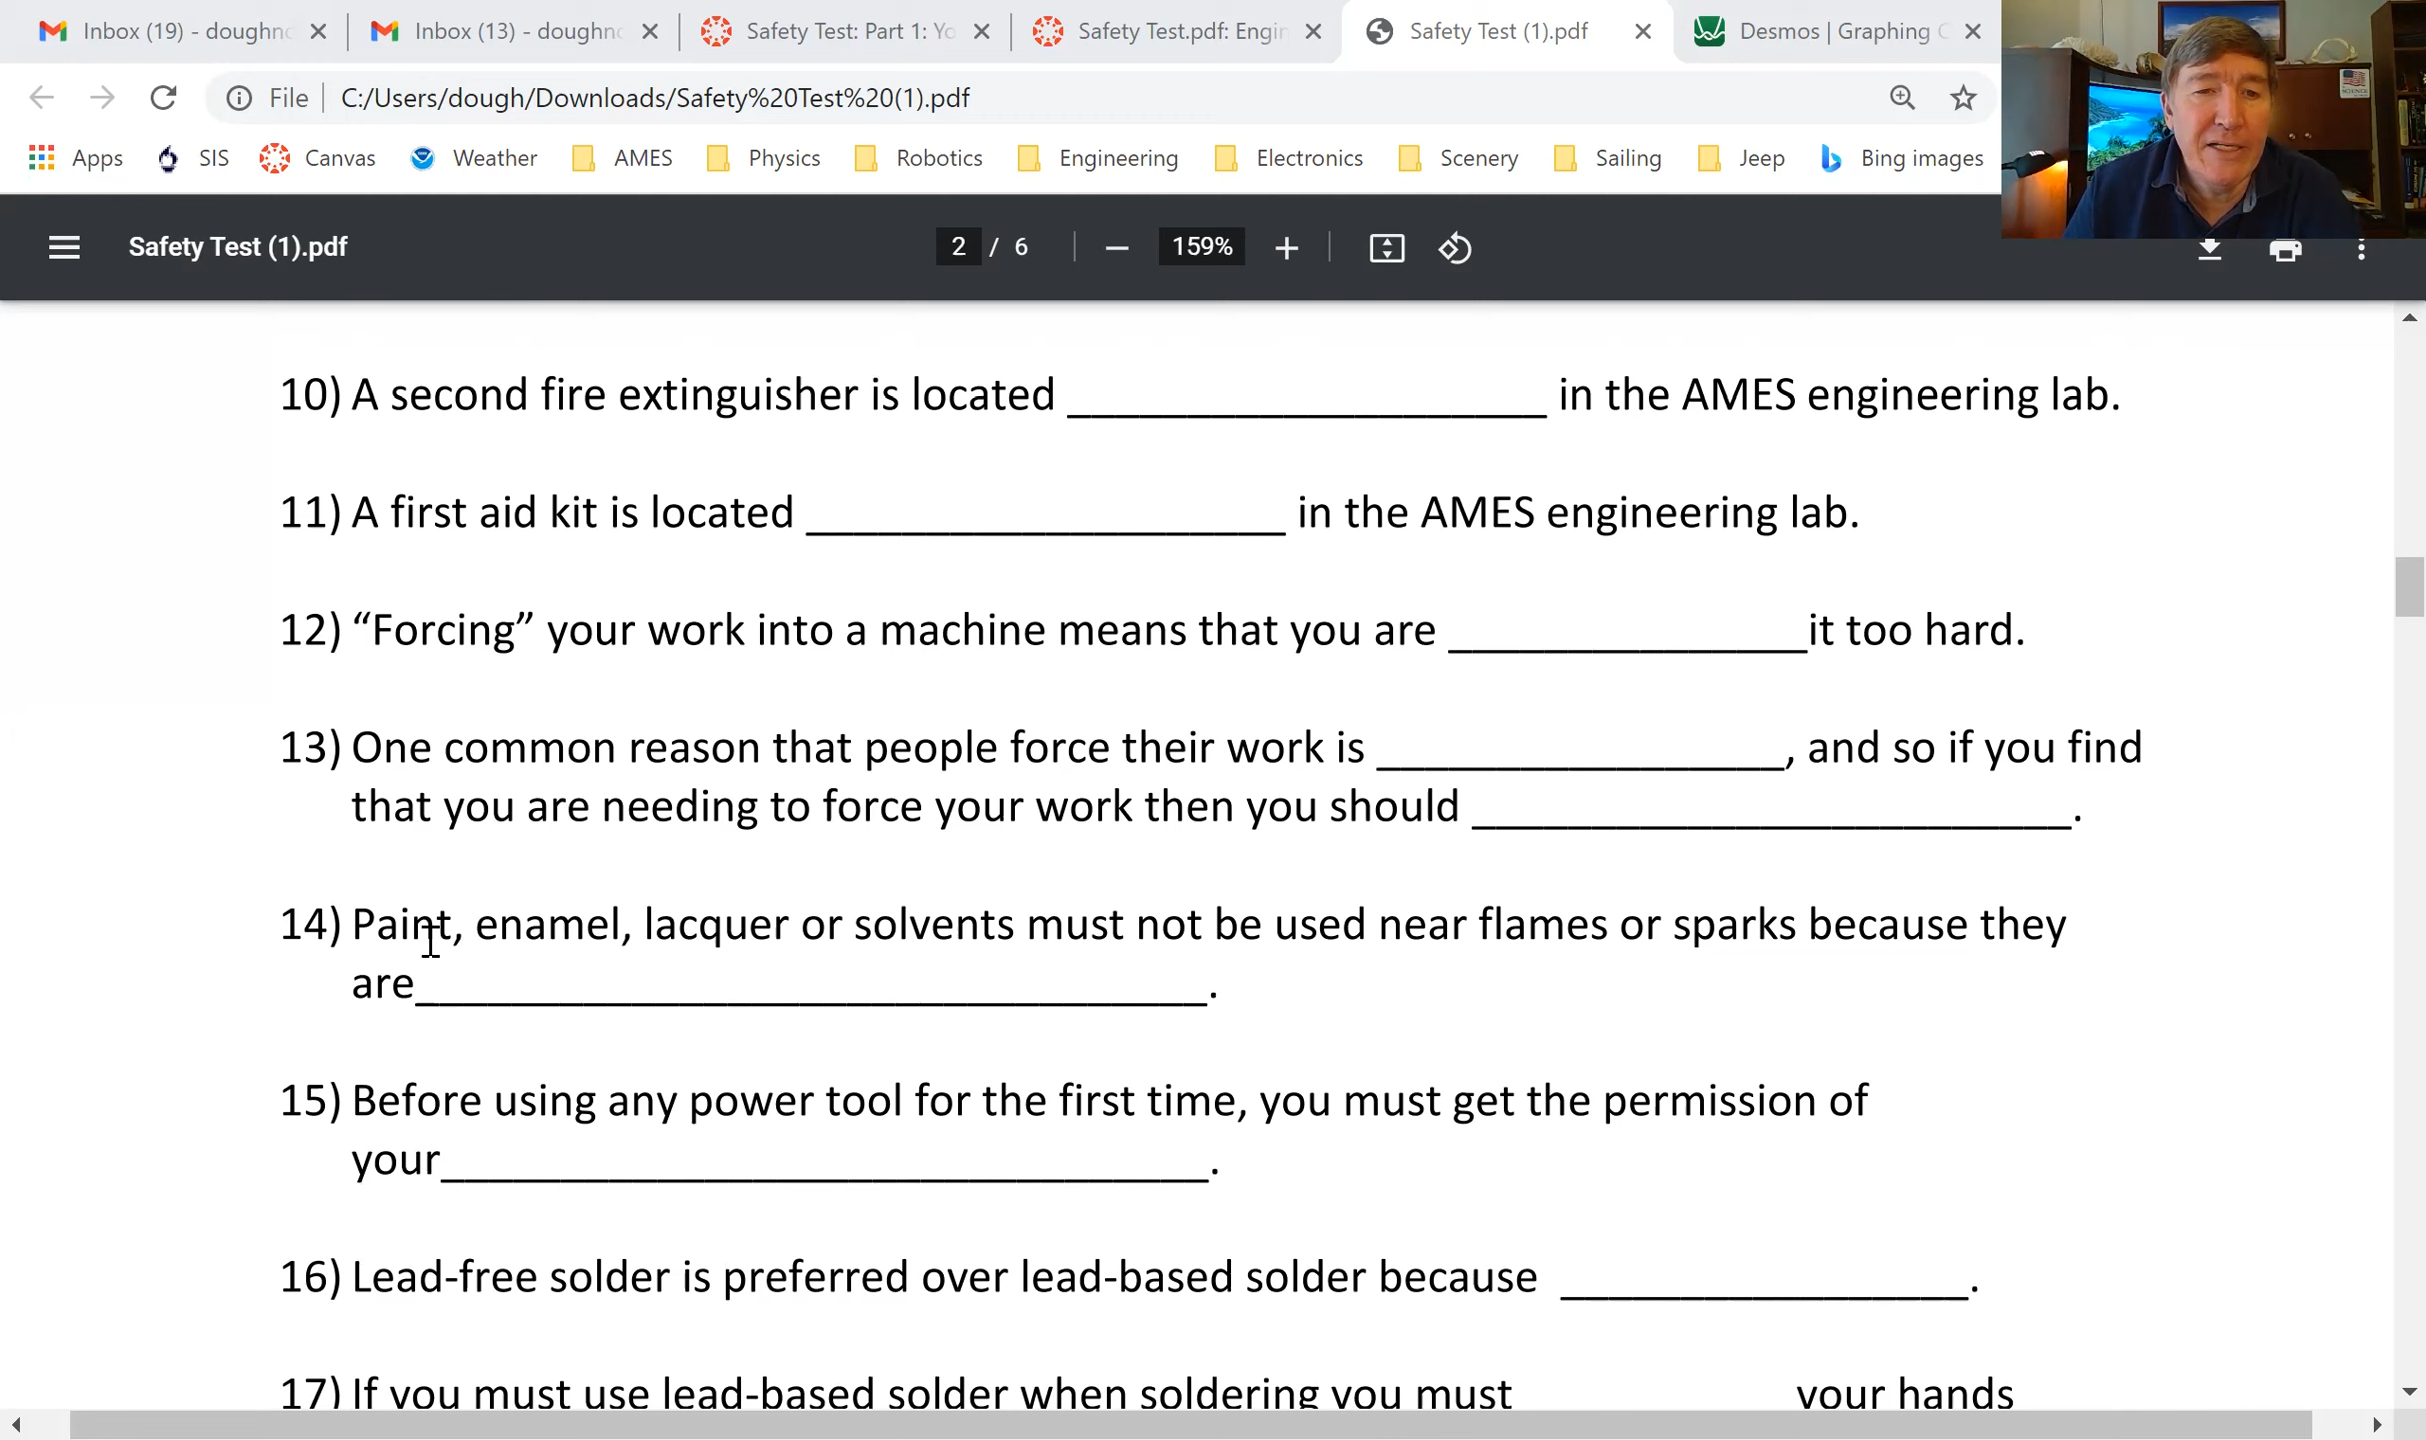 Inbox (19) - doughn
Inbox (13) - doughn
Safety Test: Part 1: Yo
Safety Test.pdf: Engin
Safety Test (1).pdf
Desmos | Graphing C
File
C:/Users/dough/Downloads/Safety%20Test%20(1).pdf
Apps SIS Canvas Weather AMES Physics Robotics Engineering Electronics Scenery Sailing Jeep Bing images
Safety Test (1).pdf 2 / 6 — 159% +
10) A second fire extinguisher is located ____________________ in the AMES engineering lab.
11) A first aid kit is located ____________________ in the AMES engineering lab.
12) “Forcing” your work into a machine means that you are _______________it too hard.
13) One common reason that people force their work is _________________, and so if you find
that you are needing to force your work then you should _________________________.
14) Paint, enamel, lacquer or solvents must not be used near flames or sparks because they
are_________________________________.
15) Before using any power tool for the first time, you must get the permission of
your________________________________.
16) Lead-free solder is preferred over lead-based solder because _________________.
17) If you must use lead-based solder when soldering you must your hands